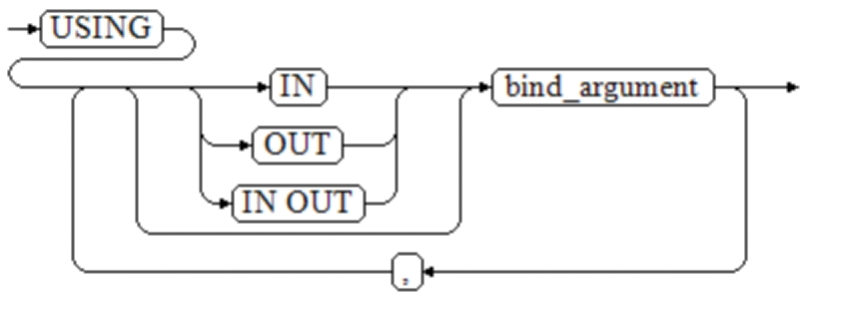 USING
IN bind_argument
OUT
IN OUT
,